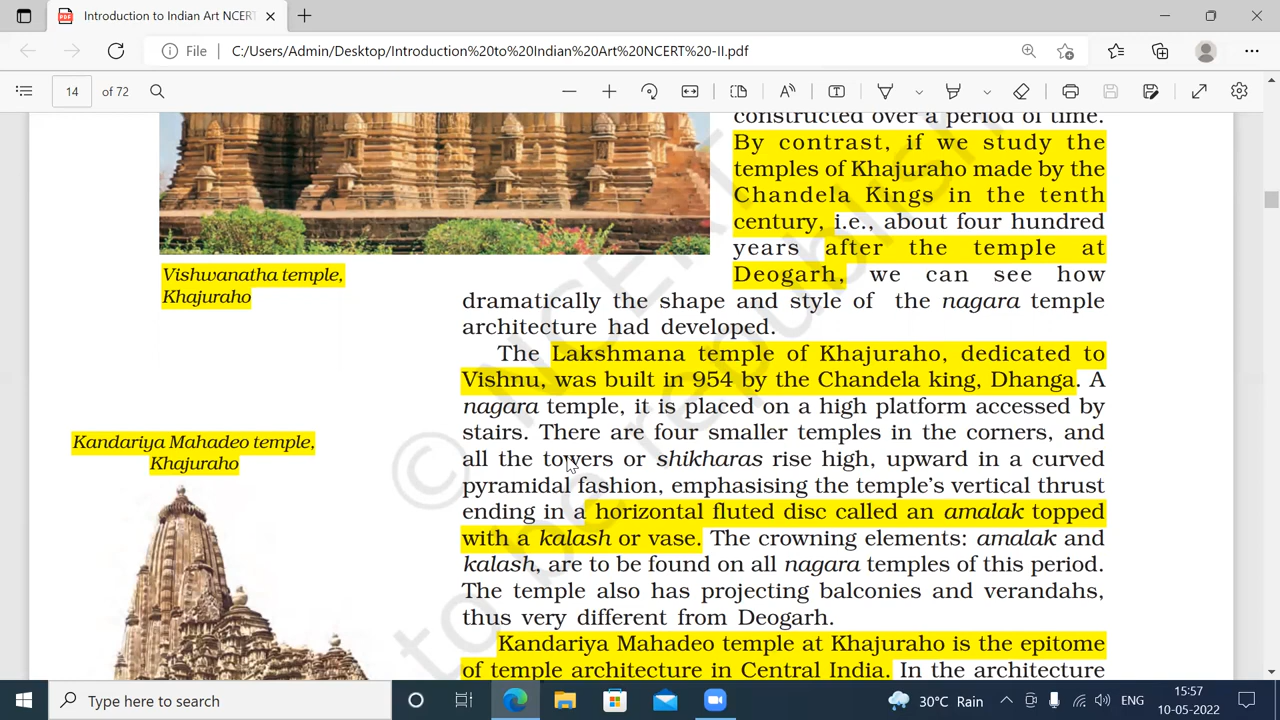 Introduction to Indian Art NCERT
File
C:/Users/Admin/Desktop/Introduction%20to%20Indian%20Art%20NCERT%20-II.pdf
14 of 72
constructed over a period of time.
By contrast, if we study the
temples of Khajuraho made by the
Chandela Kings in the tenth
century, i.e., about four hundred
years after the temple at
Deogarh, we can see how
dramatically the shape and style of the nagara temple
architecture had developed.
The Lakshmana temple of Khajuraho, dedicated to
Vishnu, was built in 954 by the Chandela king, Dhanga. A
nagara temple, it is placed on a high platform accessed by
stairs. There are four smaller temples in the corners, and
all the towers or shikharas rise high, upward in a curved
pyramidal fashion, emphasising the temple's vertical thrust
ending in a horizontal fluted disc called an amalak topped
with a kalash or vase. The crowning elements: amalak and
kalash, are to be found on all nagara temples of this period.
The temple also has projecting balconies and verandahs,
thus very different from Deogarh.
Kandariya Mahadeo temple at Khajuraho is the epitome
of temple architecture in Central India. In the architecture
Vishwanatha temple,
Khajuraho
Kandariya Mahadeo temple,
Khajuraho
© NCERT
to be republish
Type here to search
30°C Rain
ENG
15:57
10-05-2022